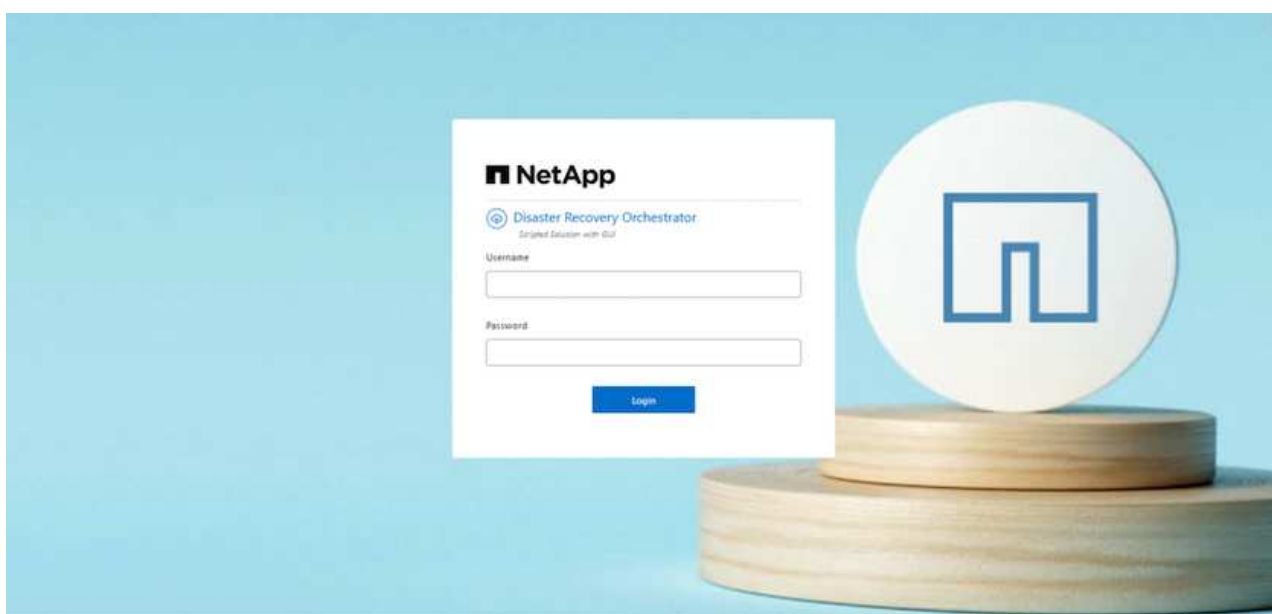 NetApp
Disaster Recovery Orchestrator
Scripted Solution with GUI
Username
Password
Login